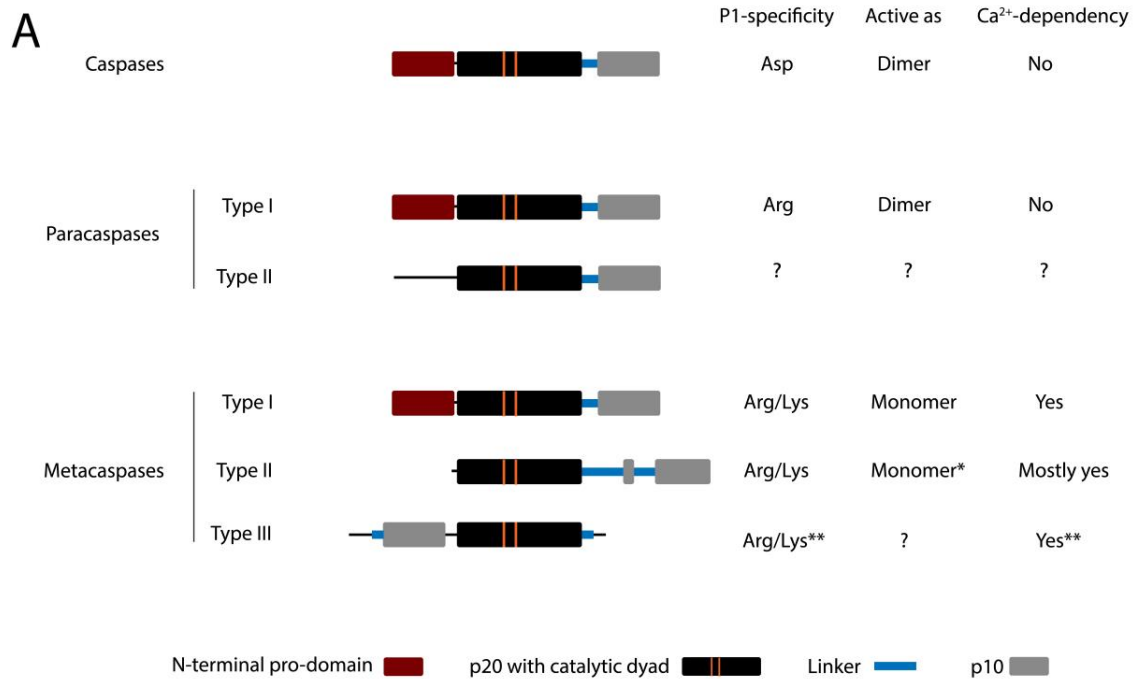 A
P1-specificity Active as Ca²⁺-dependency
Caspases Asp Dimer No
Type I Arg Dimer No
Paracaspases
Type II ? ? ?
Type I Arg/Lys Monomer Yes
Metacaspases Type II Arg/Lys Monomer* Mostly yes
Type III Arg/Lys** ? Yes**
N-terminal pro-domain p20 with catalytic dyad Linker p10